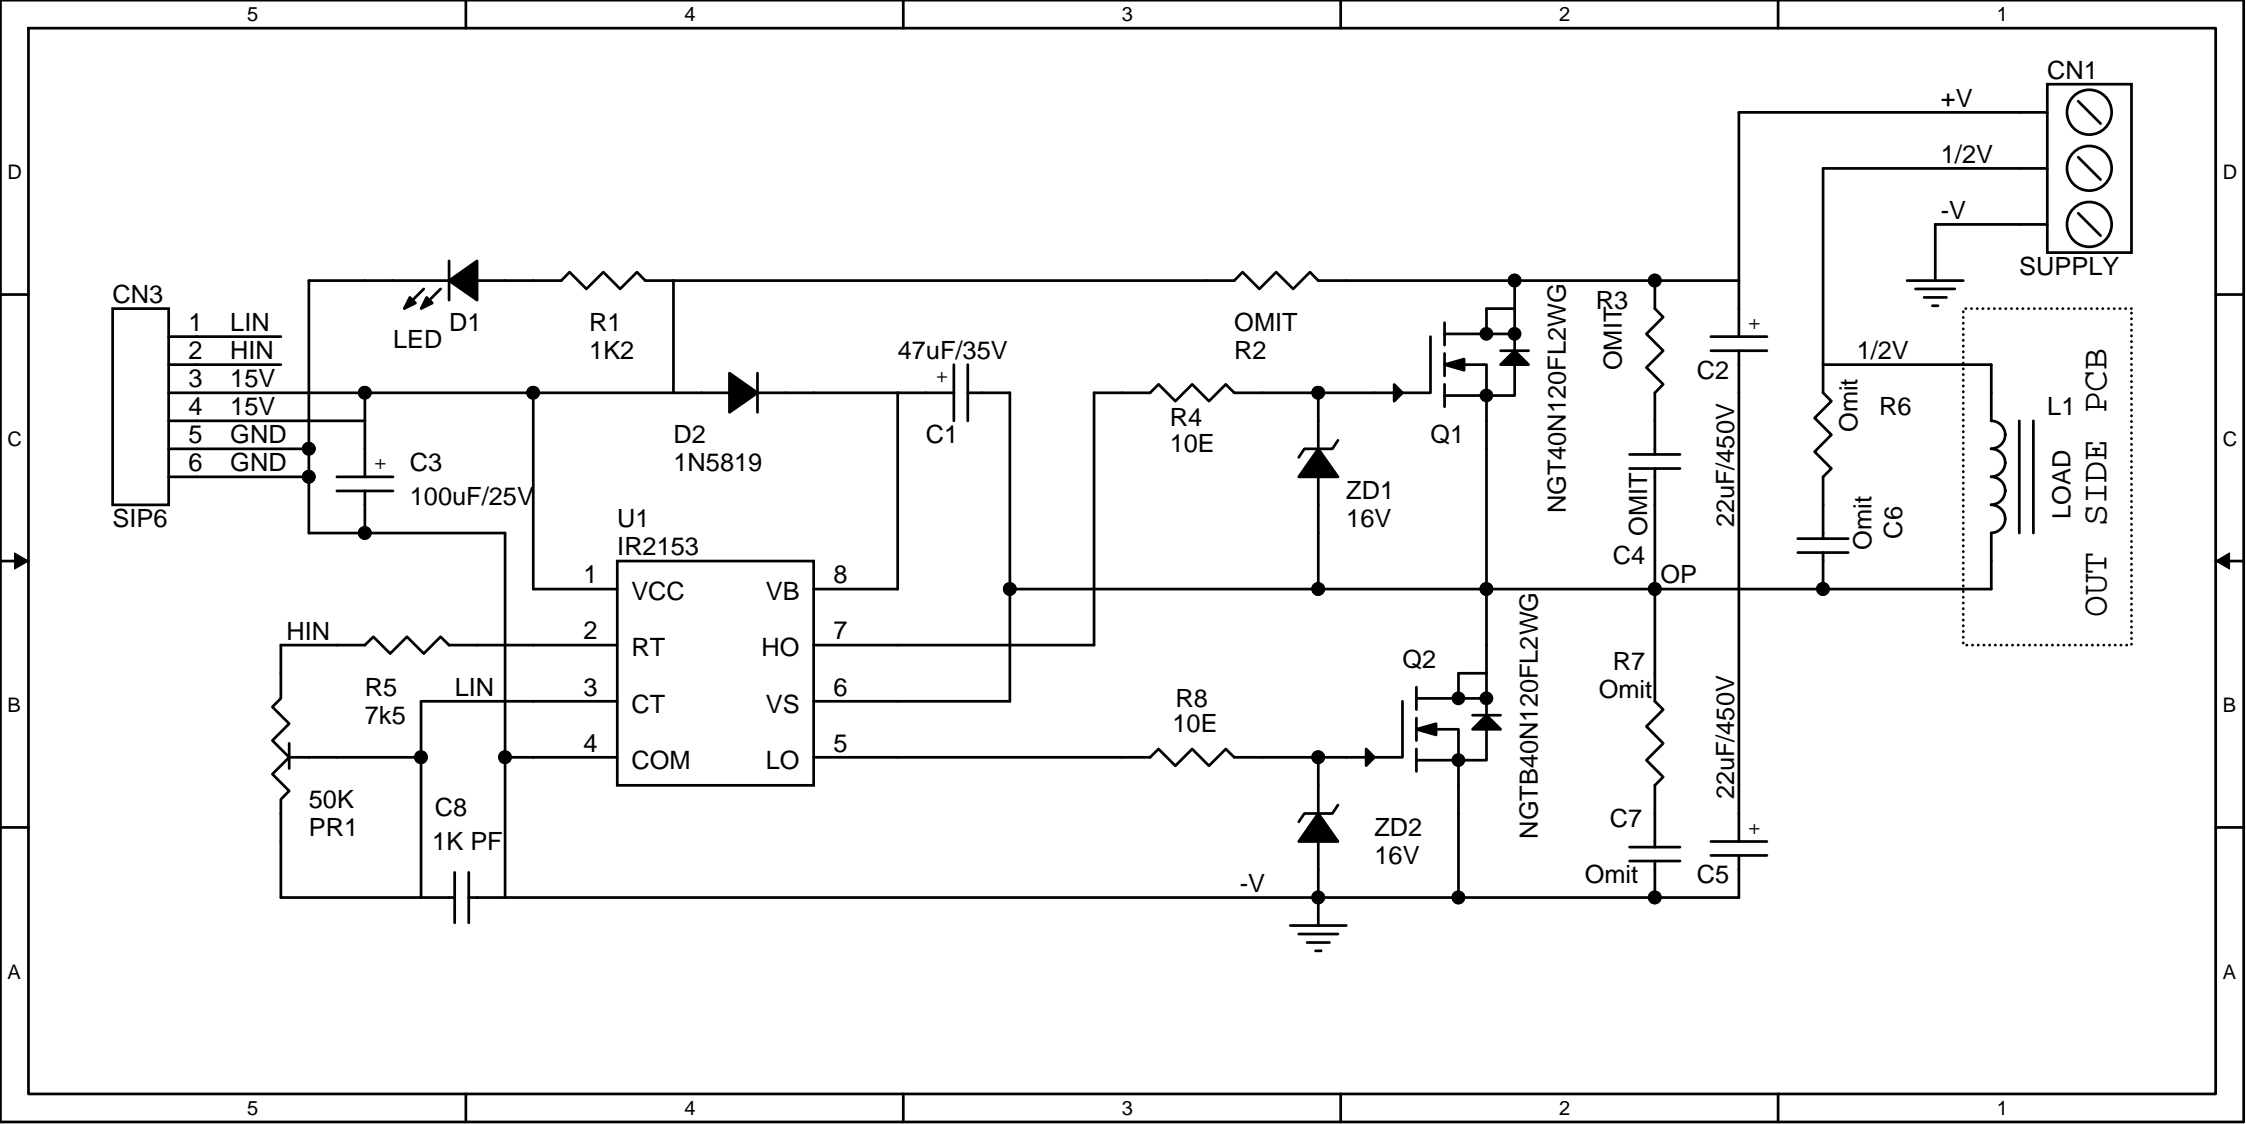 5 4 3 2 1
D D
C C
B B
A A
CN1
+V
1/2V
-V
SUPPLY
CN3
1 LIN
2 HIN
3 15V
4 15V
5 GND
6 GND
SIP6
LED
D1
R1
1K2
OMIT
R2
47uF/35V
+
C1
D2
1N5819
+
C3
100uF/25V
U1
IR2153
1 VCC VB 8
2 RT HO 7
3 CT VS 6
4 COM LO 5
HIN
R5
7k5
LIN
50K
PR1
C8
1K PF
R4
10E
ZD1
16V
Q1
NGT40N120FL2WG
R3
OMIT
OMIT
C4
+
C2
22uF/450V
OP
1/2V
Omit
R6
Omit
C6
L1
LOAD
OUT SIDE PCB
R8
10E
ZD2
16V
Q2
NGTB40N120FL2WG
R7
Omit
C7
Omit
22uF/450V
+
C5
-V
5 4 3 2 1